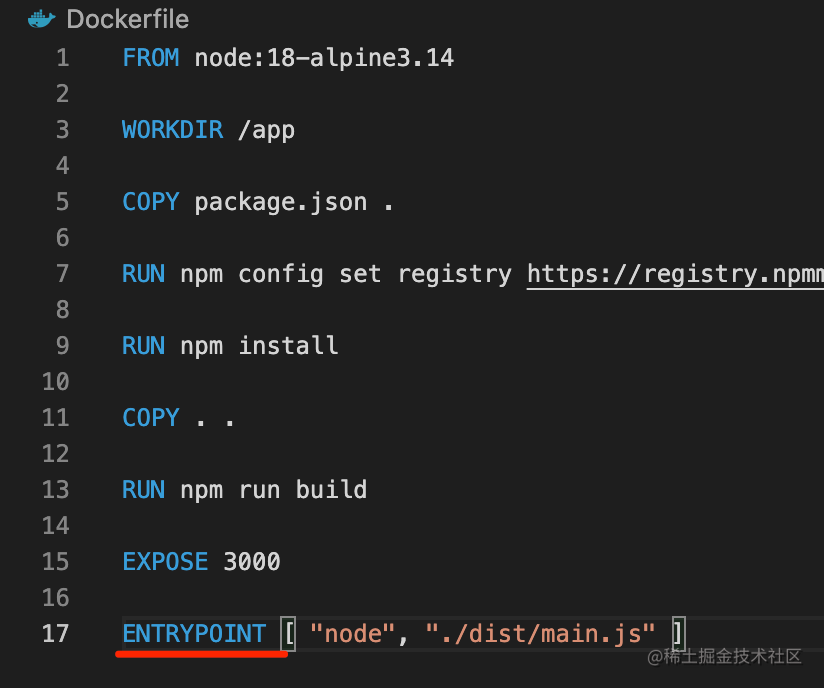 Dockerfile
1 FROM node:18-alpine3.14
2
3 WORKDIR /app
4
5 COPY package.json .
6
7 RUN npm config set registry https://registry.npmm
8
9 RUN npm install
10
11 COPY . .
12
13 RUN npm run build
14
15 EXPOSE 3000
16
17 ENTRYPOINT [ "node", "./dist/main.js" ]
@稀土掘金技术社区